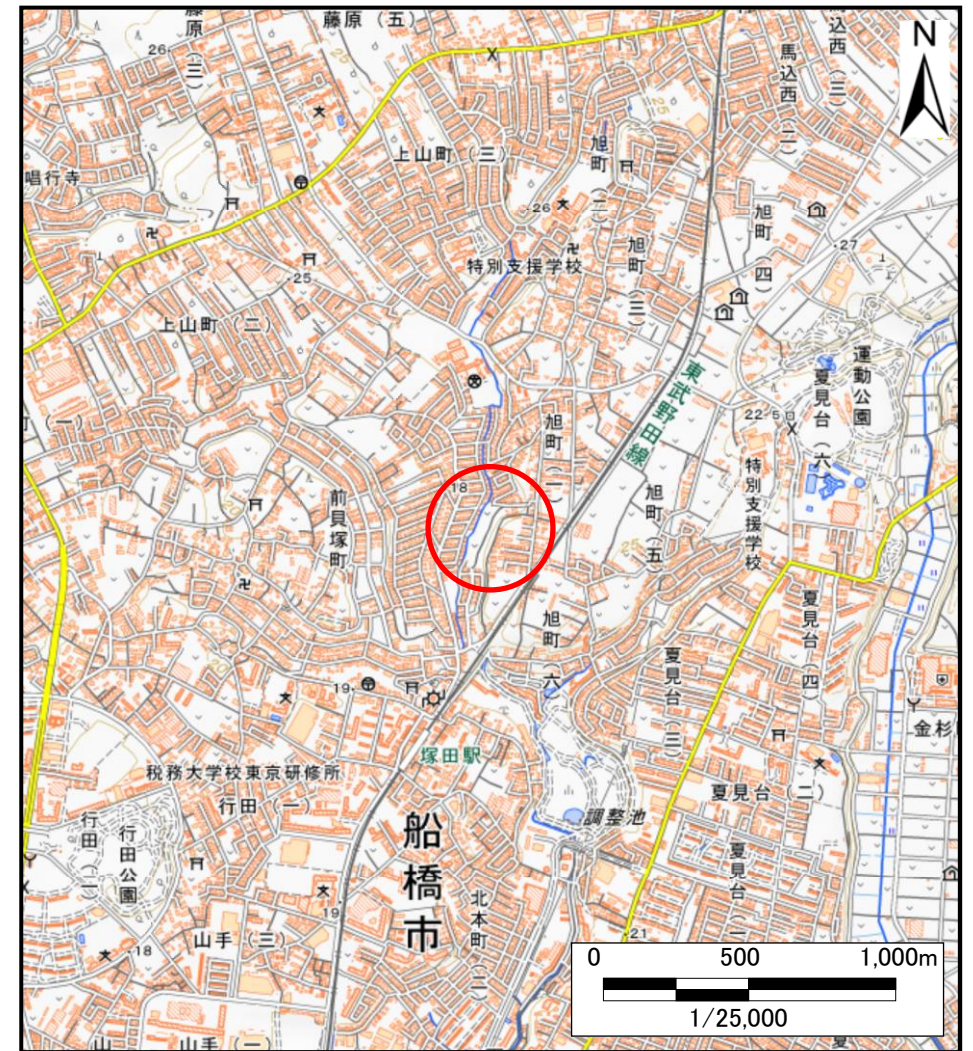 藤原（五）
藤原（三）
26
X
N
馬込西（三）
馬込西（二）
上山町（三）
旭町（二）
唱行寺
26
旭町（四）
27
25
特別支援学校
旭町（三）
上山町（二）
運動公園
東武野田線
夏見台（六）
22.5
旭町（一）
18
前貝塚町
旭町（五）
25
特別支援学校
夏見台（四）
旭町（六）
夏見台（三）
20
19
金杉
塚田駅
税務大学校東京研修所
行田（一）
夏見台（二）
調整池
行田（二）
行田公園
船橋市
夏見台（一）
北本町（二）
19
山手（三）
18
21
山手（一）
0 500 1,000m
1/25,000